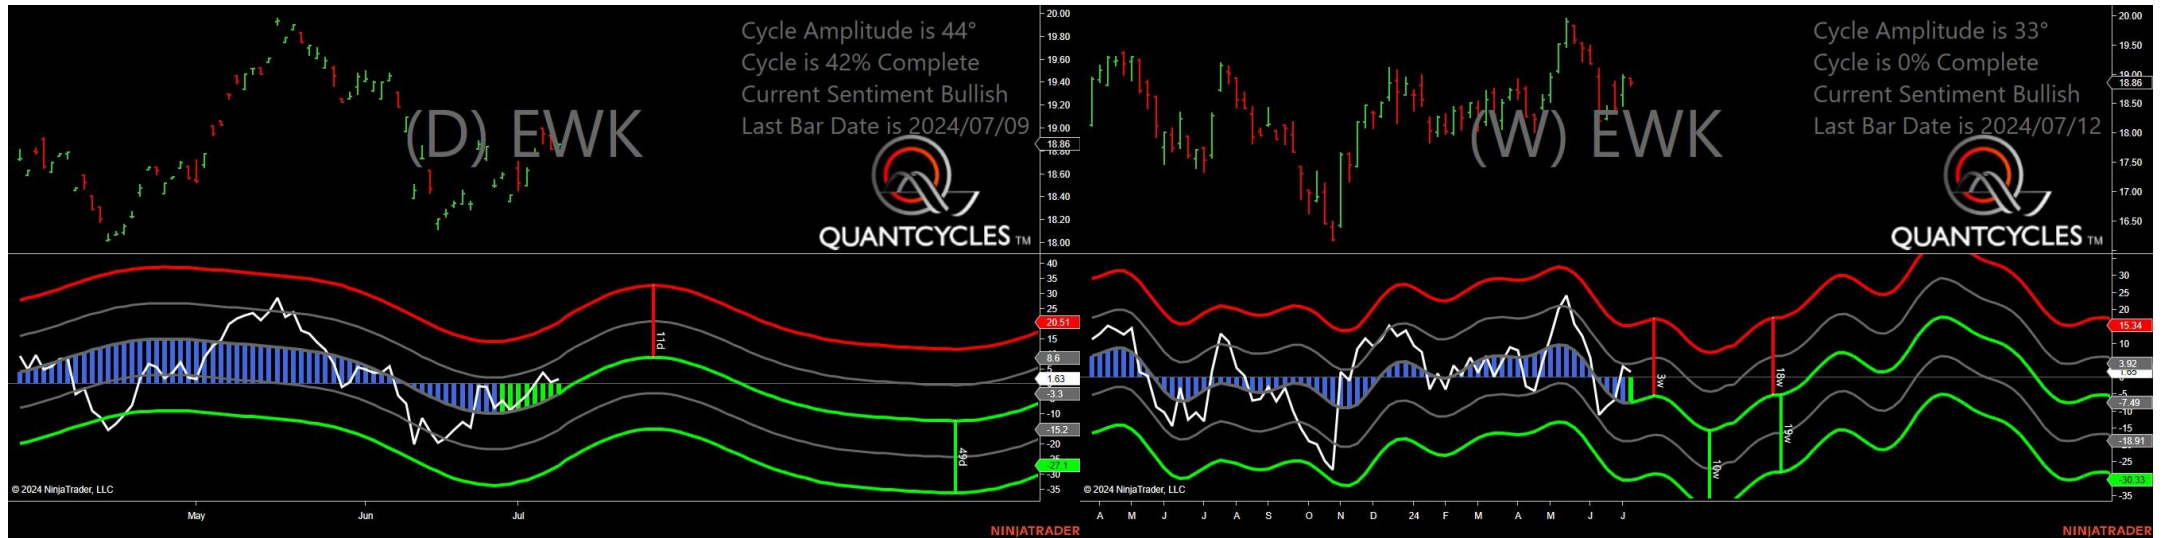 Cycle Amplitude is 44°
Cycle is 42% Complete
Current Sentiment Bullish
Last Bar Date is 2024/07/09
(D) EWK
QUANTCYCLES TM
20.00
19.80
19.60
19.40
19.20
19.00
18.86
18.60
18.40
18.20
18.00
40
35
30
25
20.51
15
8.6
1.63
-3.3
-10
-15.2
-20
-27.1
-35
11d
49d
© 2024 NinjaTrader, LLC
May
Jun
Jul
NINJATRADER
Cycle Amplitude is 33°
Cycle is 0% Complete
Current Sentiment Bullish
Last Bar Date is 2024/07/12
(W) EWK
QUANTCYCLES TM
20.00
19.50
19.00
18.86
18.50
18.00
17.50
17.00
16.50
30
25
20
15.34
10
3.92
-7.49
-15
-18.91
-25
-30.33
-35
3w
10w
18w
19w
© 2024 NinjaTrader, LLC
A M J J A S O N D 24 F M A M J J
NINJATRADER